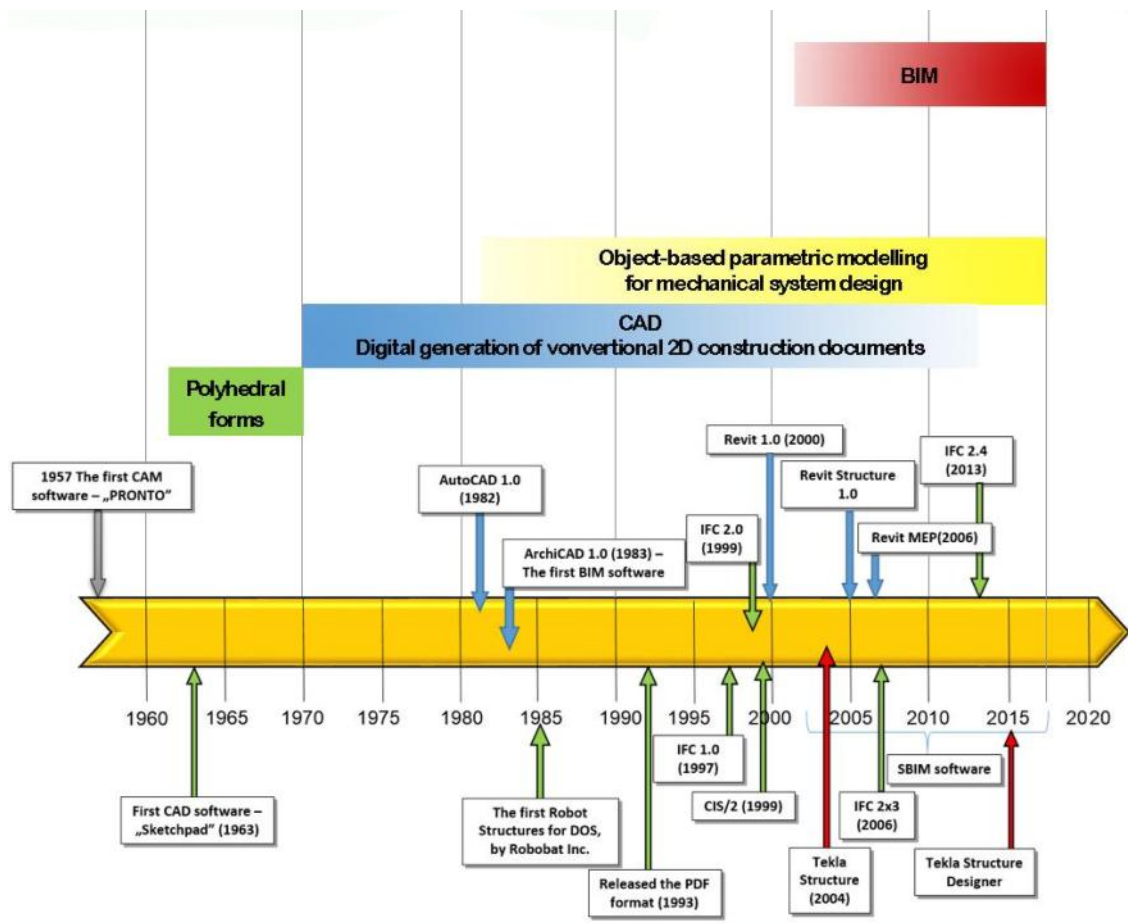 BIM
Object-based parametric modelling
for mechanical system design
CAD
Digital generation of vonvertional 2D construction documents
Polyhedral
forms
1957 The first CAM
software – „PRONTO”
AutoCAD 1.0
(1982)
ArchiCAD 1.0 (1983) –
The first BIM software
IFC 2.0
(1999)
Revit 1.0 (2000)
Revit Structure
1.0
Revit MEP(2006)
IFC 2.4
(2013)
1960
1965
1970
1975
1980
1985
1990
1995
2000
2005
2010
2015
2020
First CAD software –
„Sketchpad” (1963)
The first Robot
Structures for DOS,
by Robobat Inc.
Released the PDF
format (1993)
IFC 1.0
(1997)
CIS/2 (1999)
Tekla
Structure
(2004)
IFC 2x3
(2006)
SBIM software
Tekla Structure
Designer